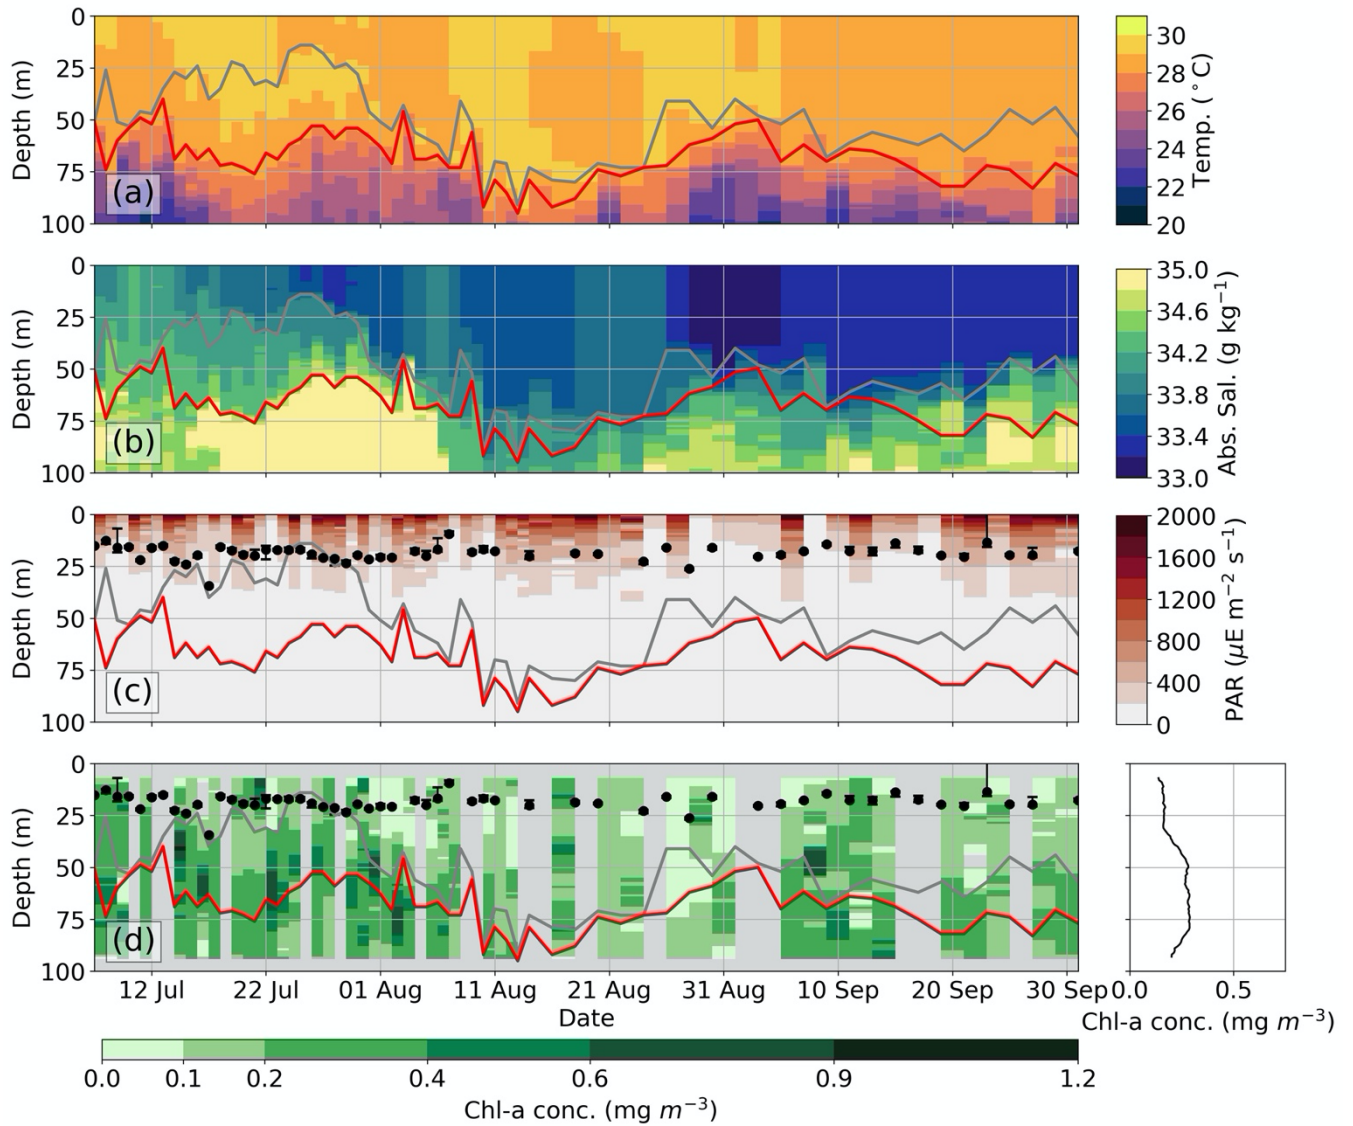 0
25
50
75
100
Depth (m)
(a)
30
28
26
24
22
20
Temp. (°C)
0
25
50
75
100
Depth (m)
(b)
35.0
34.6
34.2
33.8
33.4
33.0
Abs. Sal. (g kg⁻¹)
0
25
50
75
100
Depth (m)
(c)
2000
1600
1200
800
400
0
PAR (μE m⁻² s⁻¹)
0
25
50
75
100
Depth (m)
(d)
12 Jul 22 Jul 01 Aug 11 Aug 21 Aug 31 Aug 10 Sep 20 Sep 30 Sep
Date
0.0 0.5
Chl-a conc. (mg m⁻³)
0.0 0.1 0.2 0.4 0.6 0.9 1.2
Chl-a conc. (mg m⁻³)